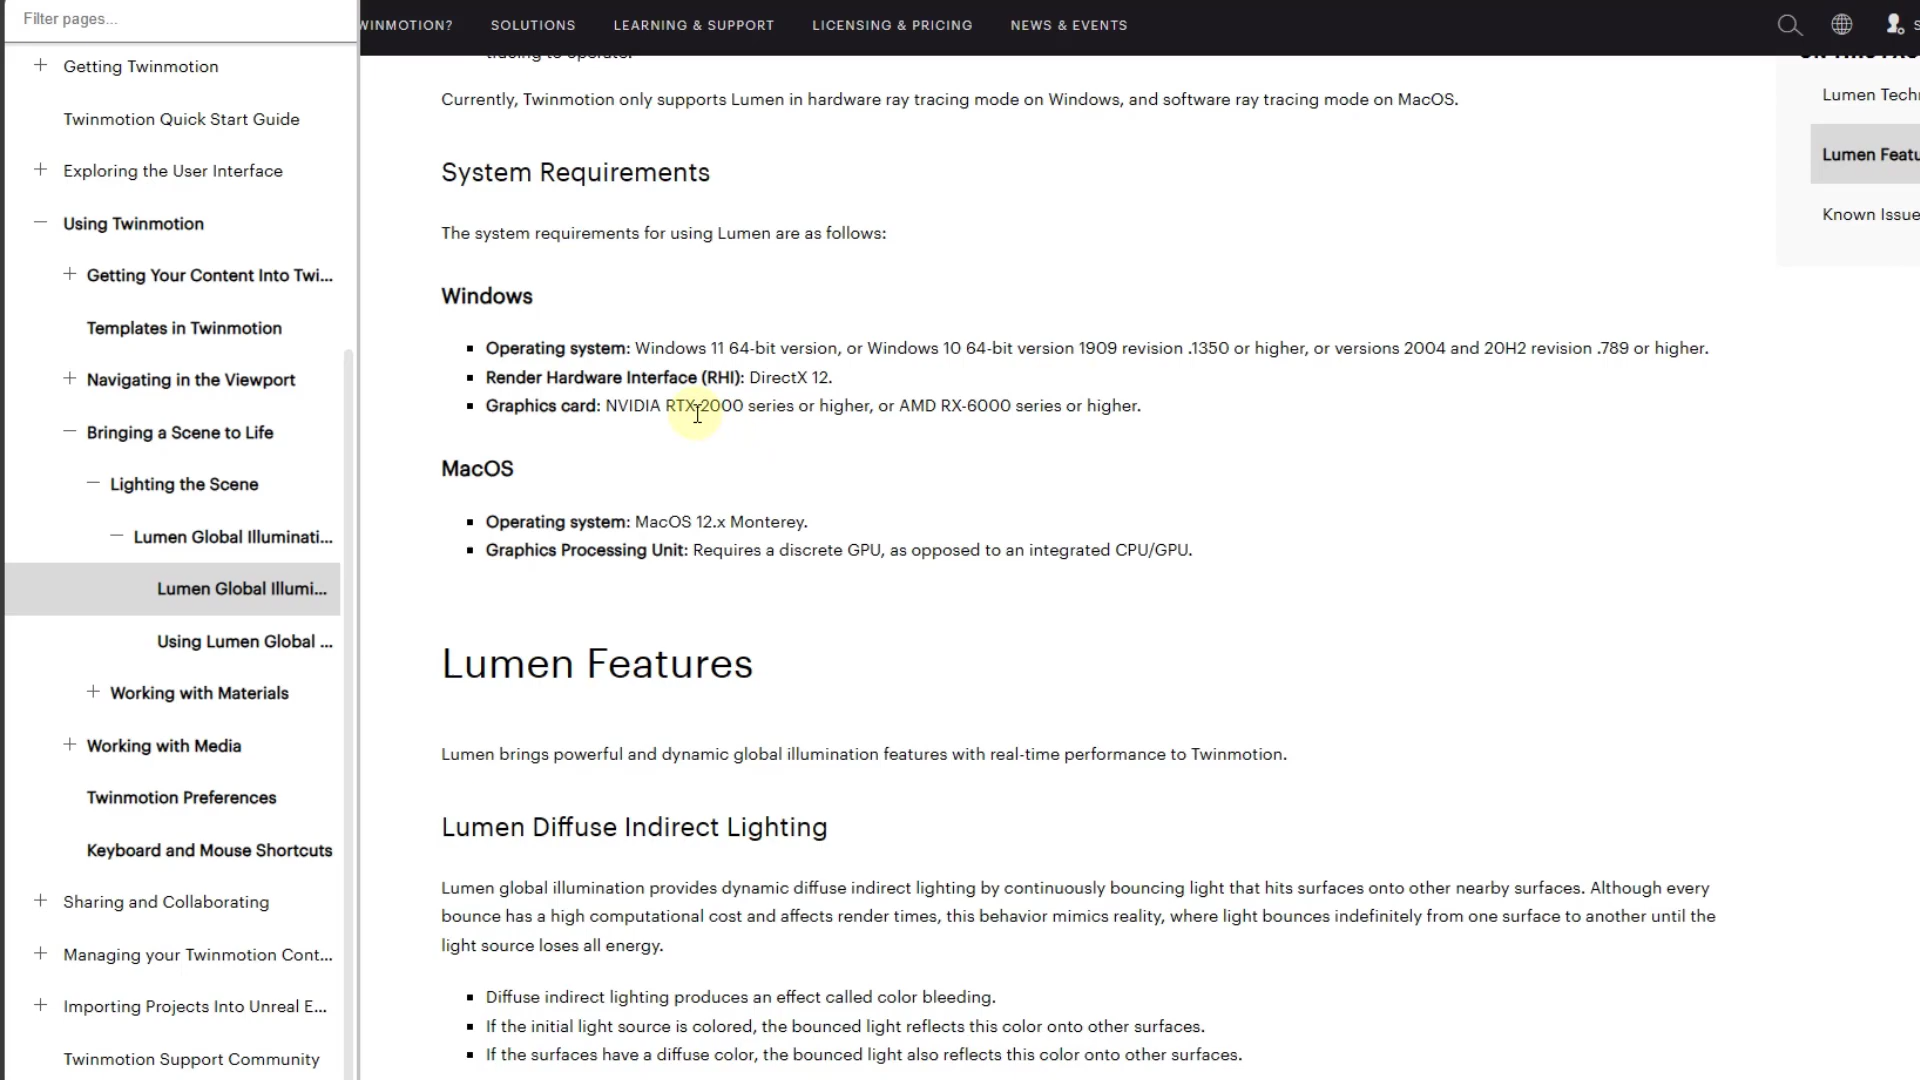 Filter pages...
WINMOTION?
SOLUTIONS
LEARNING & SUPPORT
LICENSING & PRICING
NEWS & EVENTS
Getting Twinmotion
Twinmotion Quick Start Guide
Exploring the User Interface
Using Twinmotion
Getting Your Content Into Twi...
Templates in Twinmotion
Navigating in the Viewport
Bringing a Scene to Life
Lighting the Scene
Lumen Global Illuminati...
Lumen Global Illumi...
Using Lumen Global ...
Working with Materials
Working with Media
Twinmotion Preferences
Keyboard and Mouse Shortcuts
Sharing and Collaborating
Managing your Twinmotion Cont...
Importing Projects Into Unreal E...
Twinmotion Support Community
tracing to operate.
Currently, Twinmotion only supports Lumen in hardware ray tracing mode on Windows, and software ray tracing mode on MacOS.
System Requirements
The system requirements for using Lumen are as follows:
Windows
Operating system: Windows 11 64-bit version, or Windows 10 64-bit version 1909 revision .1350 or higher, or versions 2004 and 20H2 revision .789 or higher.
Render Hardware Interface (RHI): DirectX 12.
Graphics card: NVIDIA RTX-2000 series or higher, or AMD RX-6000 series or higher.
MacOS
Operating system: MacOS 12.x Monterey.
Graphics Processing Unit: Requires a discrete GPU, as opposed to an integrated CPU/GPU.
Lumen Features
Lumen brings powerful and dynamic global illumination features with real-time performance to Twinmotion.
Lumen Diffuse Indirect Lighting
Lumen global illumination provides dynamic diffuse indirect lighting by continuously bouncing light that hits surfaces onto other nearby surfaces. Although every
bounce has a high computational cost and affects render times, this behavior mimics reality, where light bounces indefinitely from one surface to another until the
light source loses all energy.
Diffuse indirect lighting produces an effect called color bleeding.
If the initial light source is colored, the bounced light reflects this color onto other surfaces.
If the surfaces have a diffuse color, the bounced light also reflects this color onto other surfaces.
Lumen Tech
Lumen Featu
Known Issue